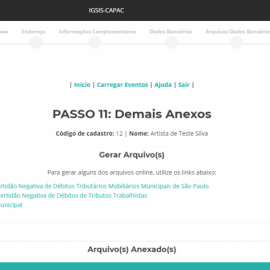 IGSIS-CAPAC
Endereço Informações Complementares Dados Bancários Arquivos Dados Bancários
| Início | Carregar Eventos | Ajuda | Sair |
PASSO 11: Demais Anexos
Código de cadastro: 12 | Nome: Artista de Teste Silva
Gerar Arquivo(s)
Para gerar alguns dos arquivos online, utilize os links abaixo:
ertidão Negativa de Débitos Tributários Mobiliários Municipais de São Paulo
ertidão Negativa de Débitos de Tributos Trabalhistas
unicipal
Arquivo(s) Anexado(s)